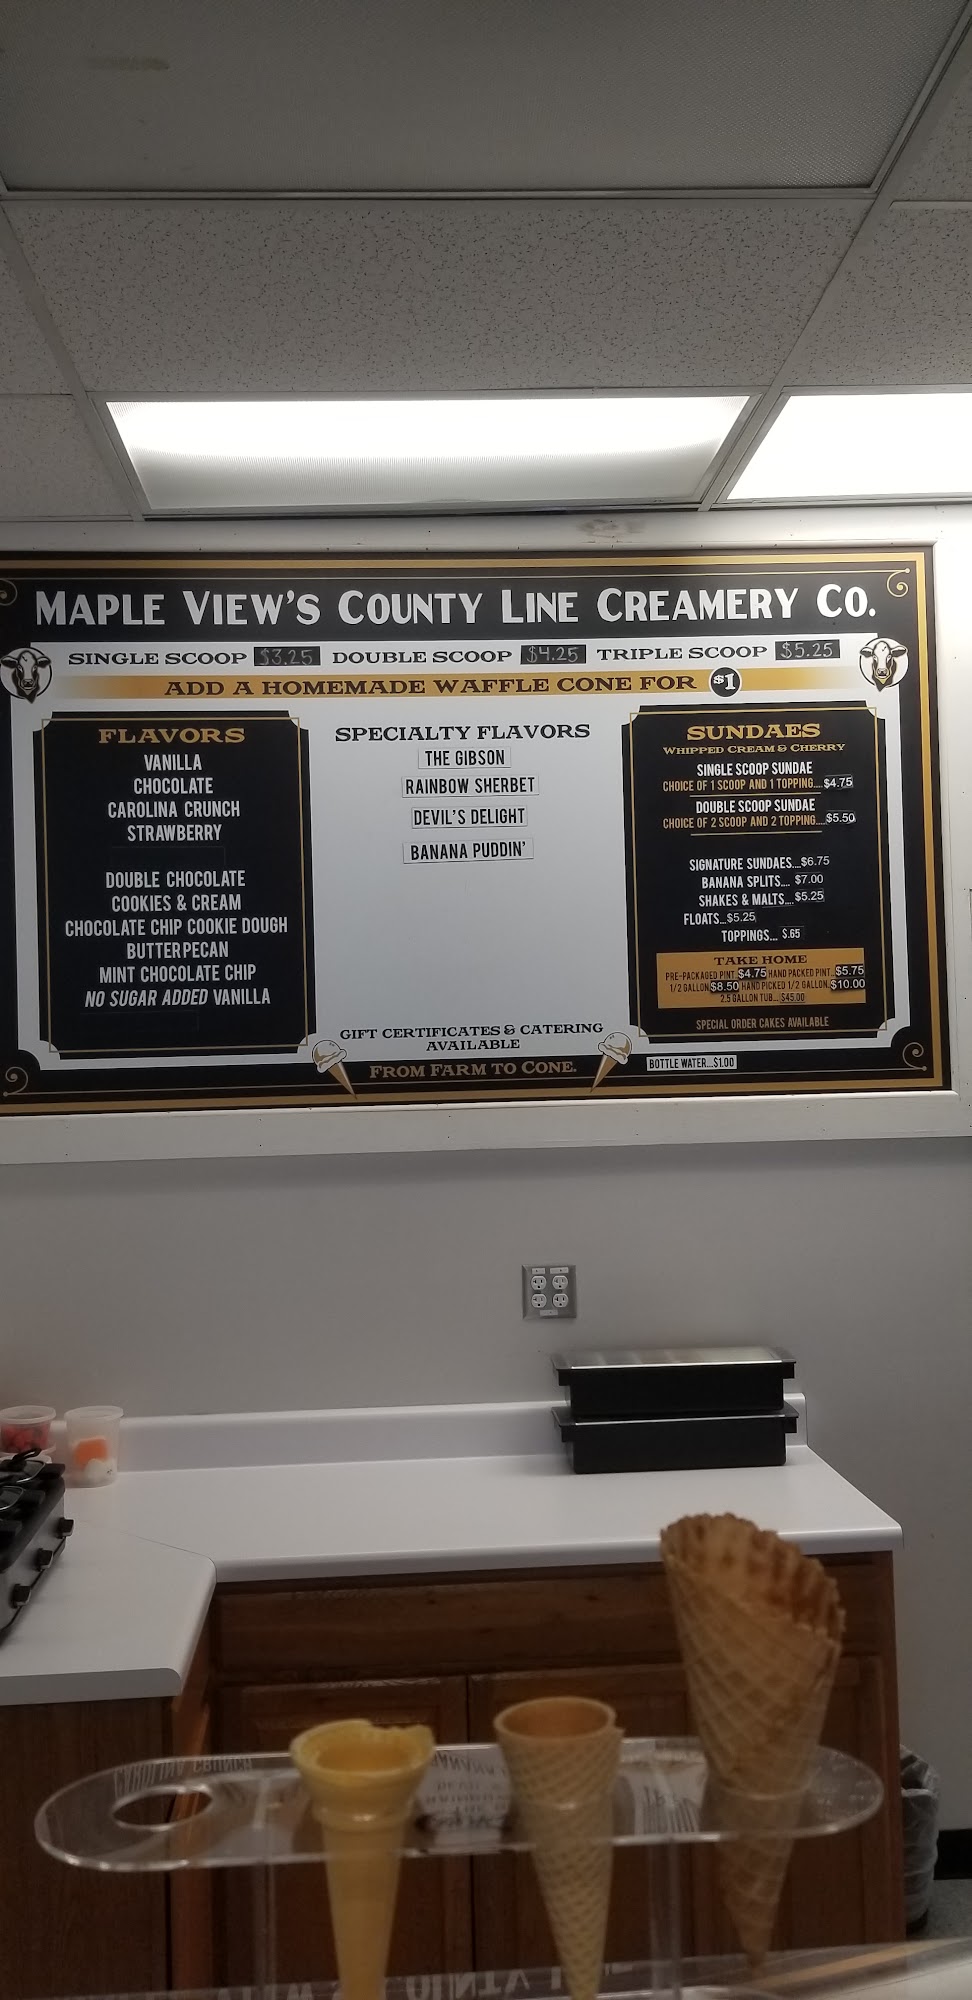 MAPLE VIEW'S COUNTY LINE CREAMERY CO.
SINGLE SCOOP $3.25 DOUBLE SCOOP $4.25 TRIPLE SCOOP $5.25
ADD A HOMEMADE WAFFLE CONE FOR $1
FLAVORS
VANILLA
CHOCOLATE
CAROLINA CRUNCH
STRAWBERRY
DOUBLE CHOCOLATE
COOKIES & CREAM
CHOCOLATE CHIP COOKIE DOUGH
BUTTER PECAN
MINT CHOCOLATE CHIP
NO SUGAR ADDED VANILLA
SPECIALTY FLAVORS
THE GIBSON
RAINBOW SHERBET
DEVIL'S DELIGHT
BANANA PUDDIN'
GIFT CERTIFICATES & CATERING
AVAILABLE
FROM FARM TO CONE.
SUNDAES
WHIPPED CREAM & CHERRY
SINGLE SCOOP SUNDAE
CHOICE OF 1 SCOOP AND 1 TOPPING....$4.75
DOUBLE SCOOP SUNDAE
CHOICE OF 2 SCOOP AND 2 TOPPING....$5.50
SIGNATURE SUNDAES....$6.75
BANANA SPLITS.... $7.00
SHAKES & MALTS....$5.25
FLOATS...$5.25
TOPPINGS... $.65
TAKE HOME
PRE-PACKAGED PINT $4.75 HAND PACKED PINT...$5.75
1/2 GALLON $8.50 HAND PICKED 1/2 GALLON $10.00
2.5 GALLON TUB... $45.00
SPECIAL ORDER CAKES AVAILABLE
BOTTLE WATER...$1.00